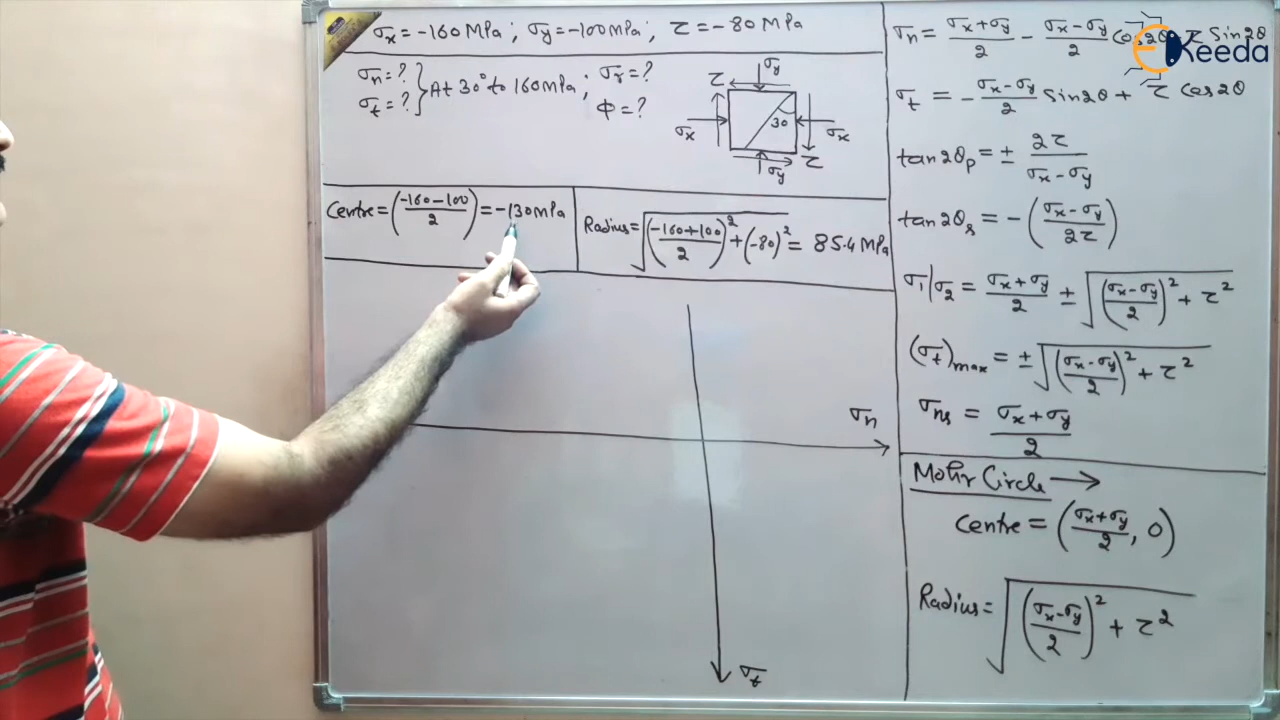 σx = -160 MPa ; σy = -100 MPa ; τ = -80 MPa
σn = ? } At 30° to 160 MPa ; σr = ?
σt = ? } ϕ = ?
σy
τ
σx
30
σx
τ
σy
Centre = ((-160-100)/2) = -130 MPa
Radius = √(((-160+100)/2)² + (-80)²) = 85.4 MPa
σn
σt
σn = (σx+σy)/2 - (σx-σy)/2 Cos2θ τ Sin2θ
σt = - (σx-σy)/2 Sin2θ + τ Cos2θ
tan2θp = ± 2τ/(σx-σy)
tan2θs = - ((σx-σy)/2τ)
σ1/σ2 = (σx+σy)/2 ± √(((σx-σy)/2)² + τ²)
(σt)max = ± √(((σx-σy)/2)² + τ²)
σns = (σx+σy)/2
Mohr Circle →
Centre = ((σx+σy)/2, 0)
Radius = √(((σx-σy)/2)² + τ²)
EKeeda